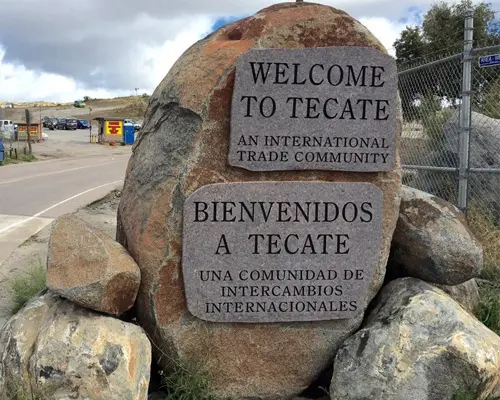 WELCOME
TO TECATE
AN INTERNATIONAL
TRADE COMMUNITY
BIENVENIDOS
A TECATE
UNA COMUNIDAD DE
INTERCAMBIOS
INTERNACIONALES